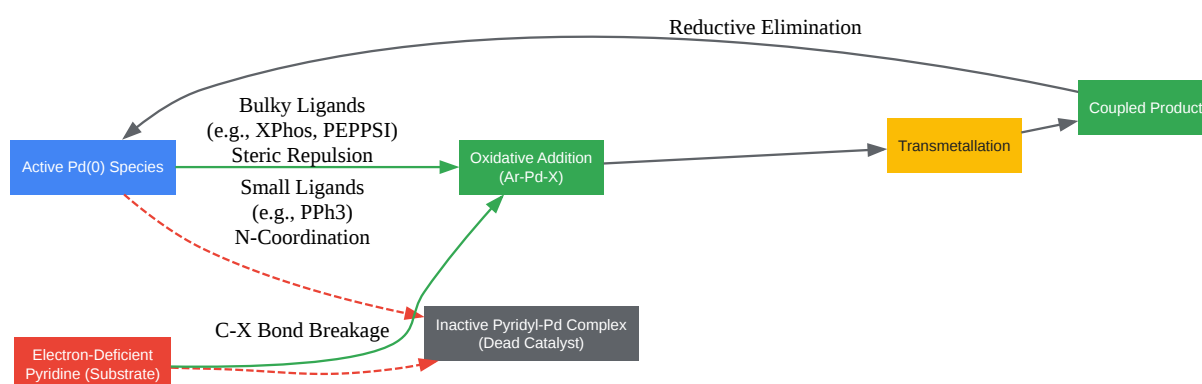 Reductive Elimination
Bulky Ligands
(e.g., XPhos, PEPPSI)
Steric Repulsion
Active Pd(0) Species
Small Ligands
(e.g., PPh3)
N-Coordination
Oxidative Addition
(Ar-Pd-X)
Transmetallation
Coupled Product
C-X Bond Breakage
Inactive Pyridyl-Pd Complex
(Dead Catalyst)
Electron-Deficient
Pyridine (Substrate)